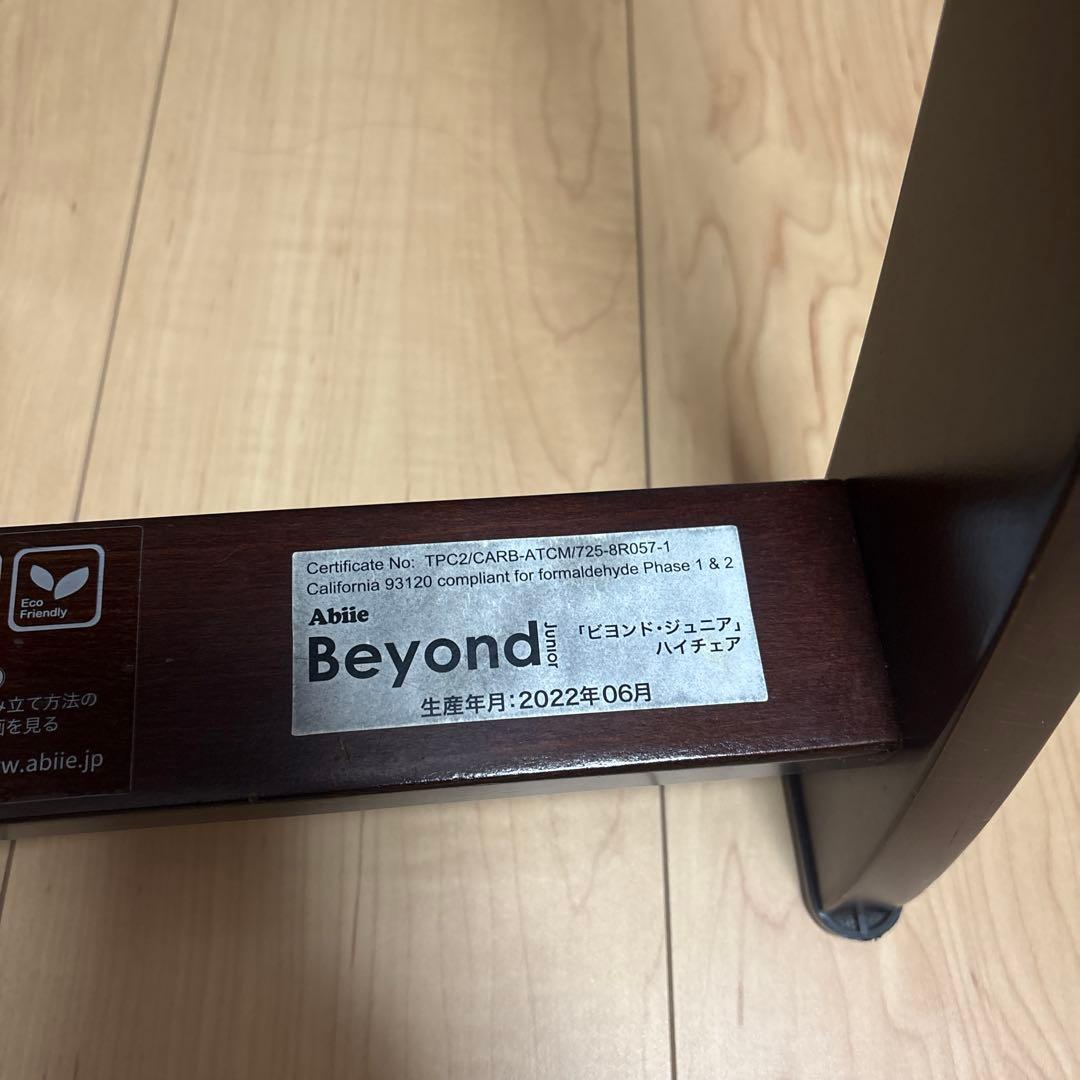 Eco
Friendly
み立て方法の
を見る
w.abiie.jp
Certificate No: TPC2/CARB-ATCM/725-8R057-1
California 93120 compliant for formaldehyde Phase 1 & 2
Abiie
Beyond Junior
「ビヨンド・ジュニア」
ハイチェア
生産年月：2022年06月